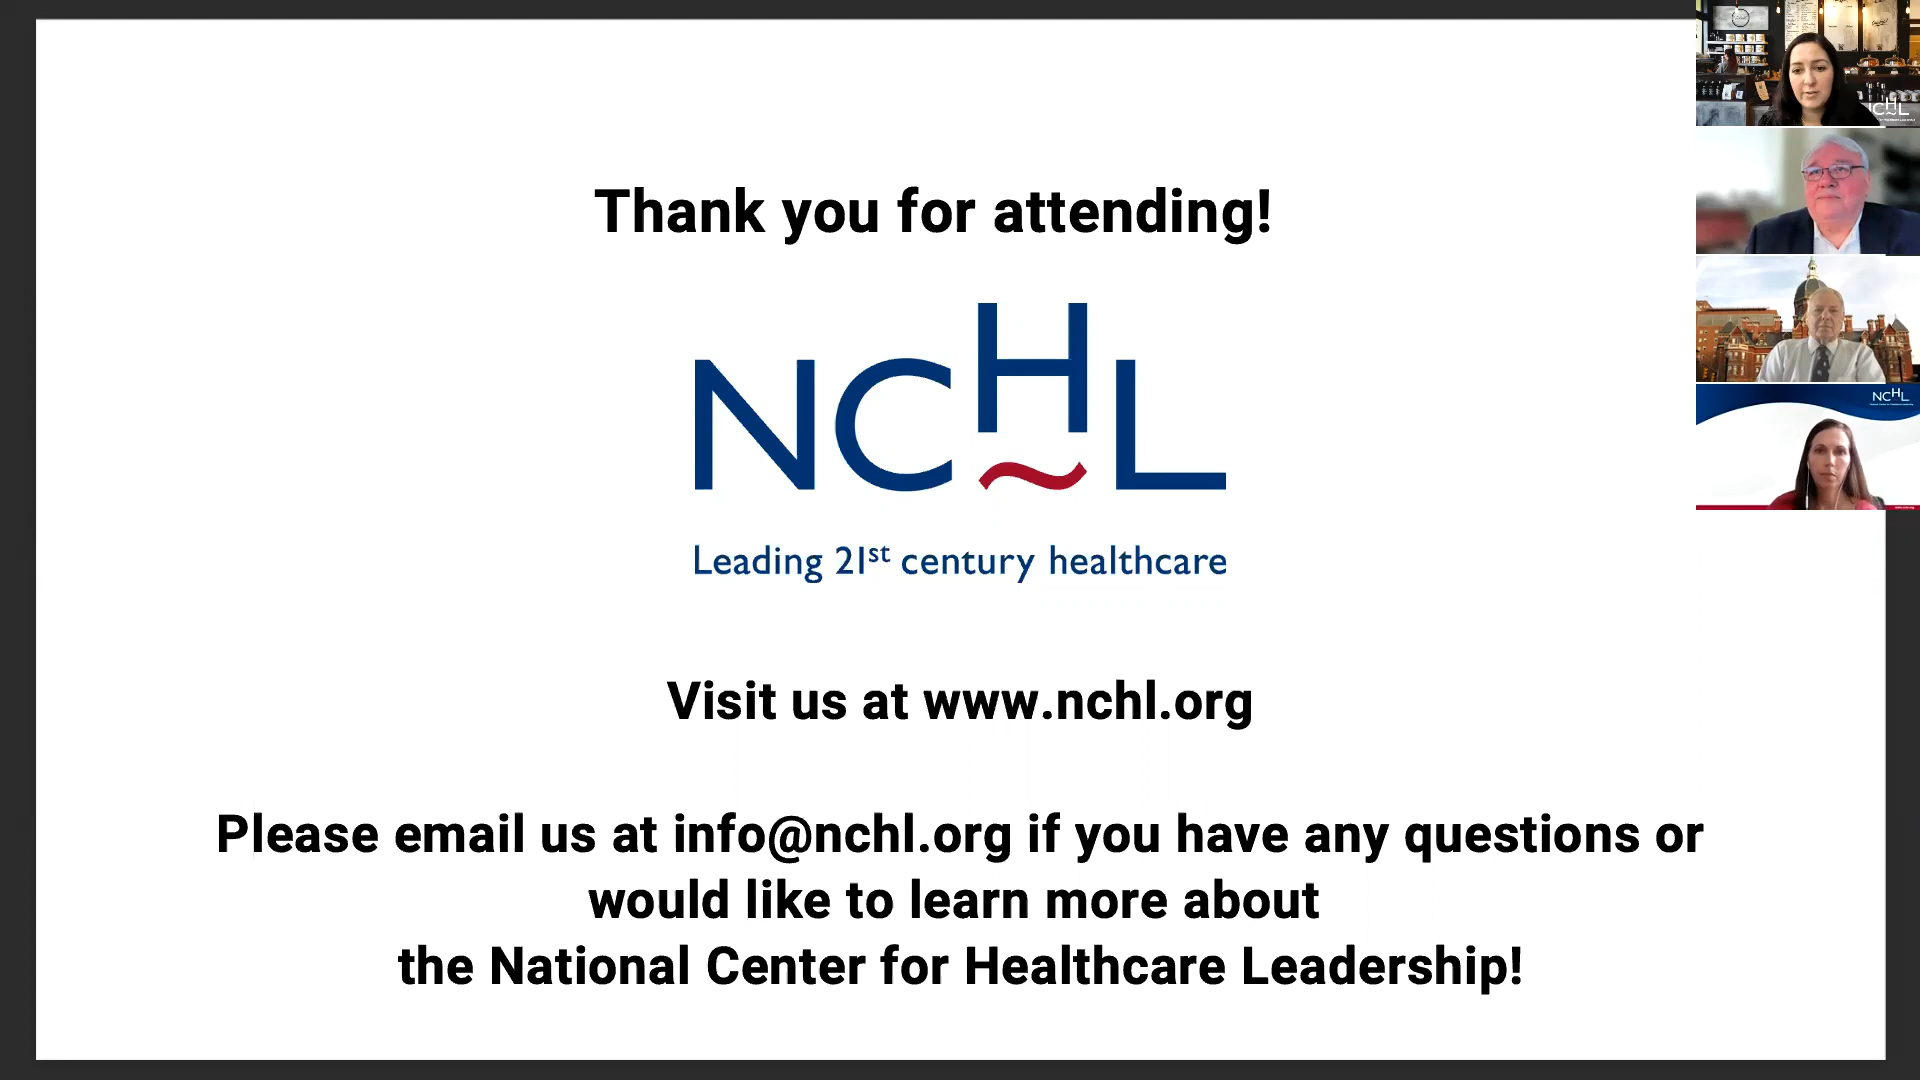 Thank you for attending!
NCHL
Leading 21st century healthcare
Visit us at www.nchl.org
Please email us at info@nchl.org if you have any questions or
would like to learn more about
the National Center for Healthcare Leadership!
NCHL
NCHL